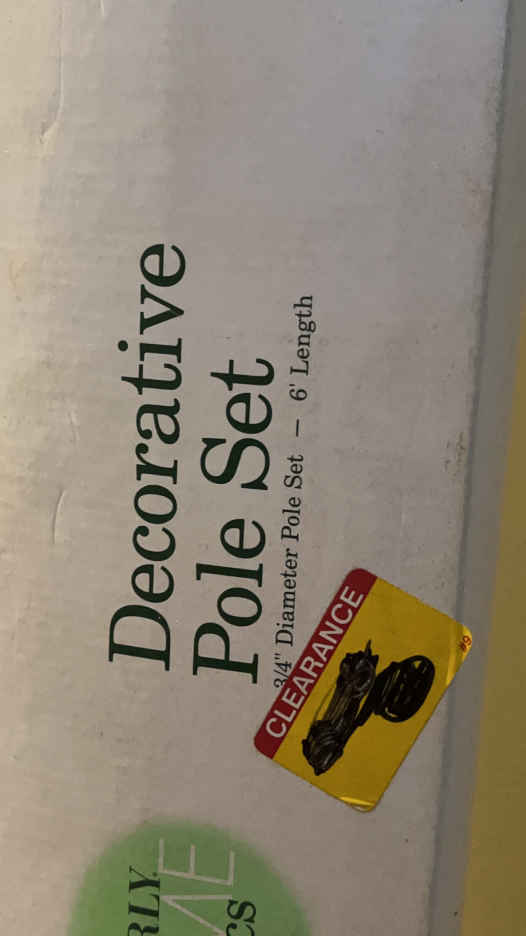 Decorative
Pole Set
3/4" Diameter Pole Set – 6' Length
CLEARANCE